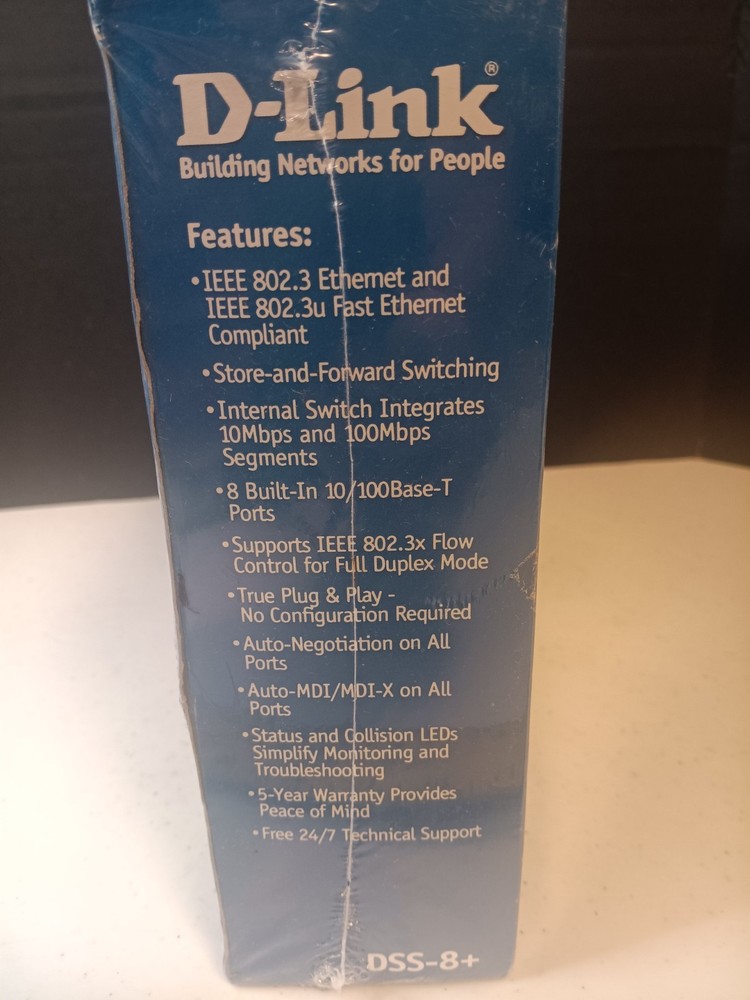 D-Link®
Building Networks for People
Features:
•IEEE 802.3 Ethernet and
IEEE 802.3u Fast Ethernet
Compliant
•Store-and-Forward Switching
•Internal Switch Integrates
10Mbps and 100Mbps
Segments
•8 Built-In 10/100Base-T
Ports
•Supports IEEE 802.3x Flow
Control for Full Duplex Mode
•True Plug & Play -
No Configuration Required
•Auto-Negotiation on All
Ports
•Auto-MDI/MDI-X on All
Ports
•Status and Collision LEDs
Simplify Monitoring and
Troubleshooting
•5-Year Warranty Provides
Peace of Mind
•Free 24/7 Technical Support
DSS-8+